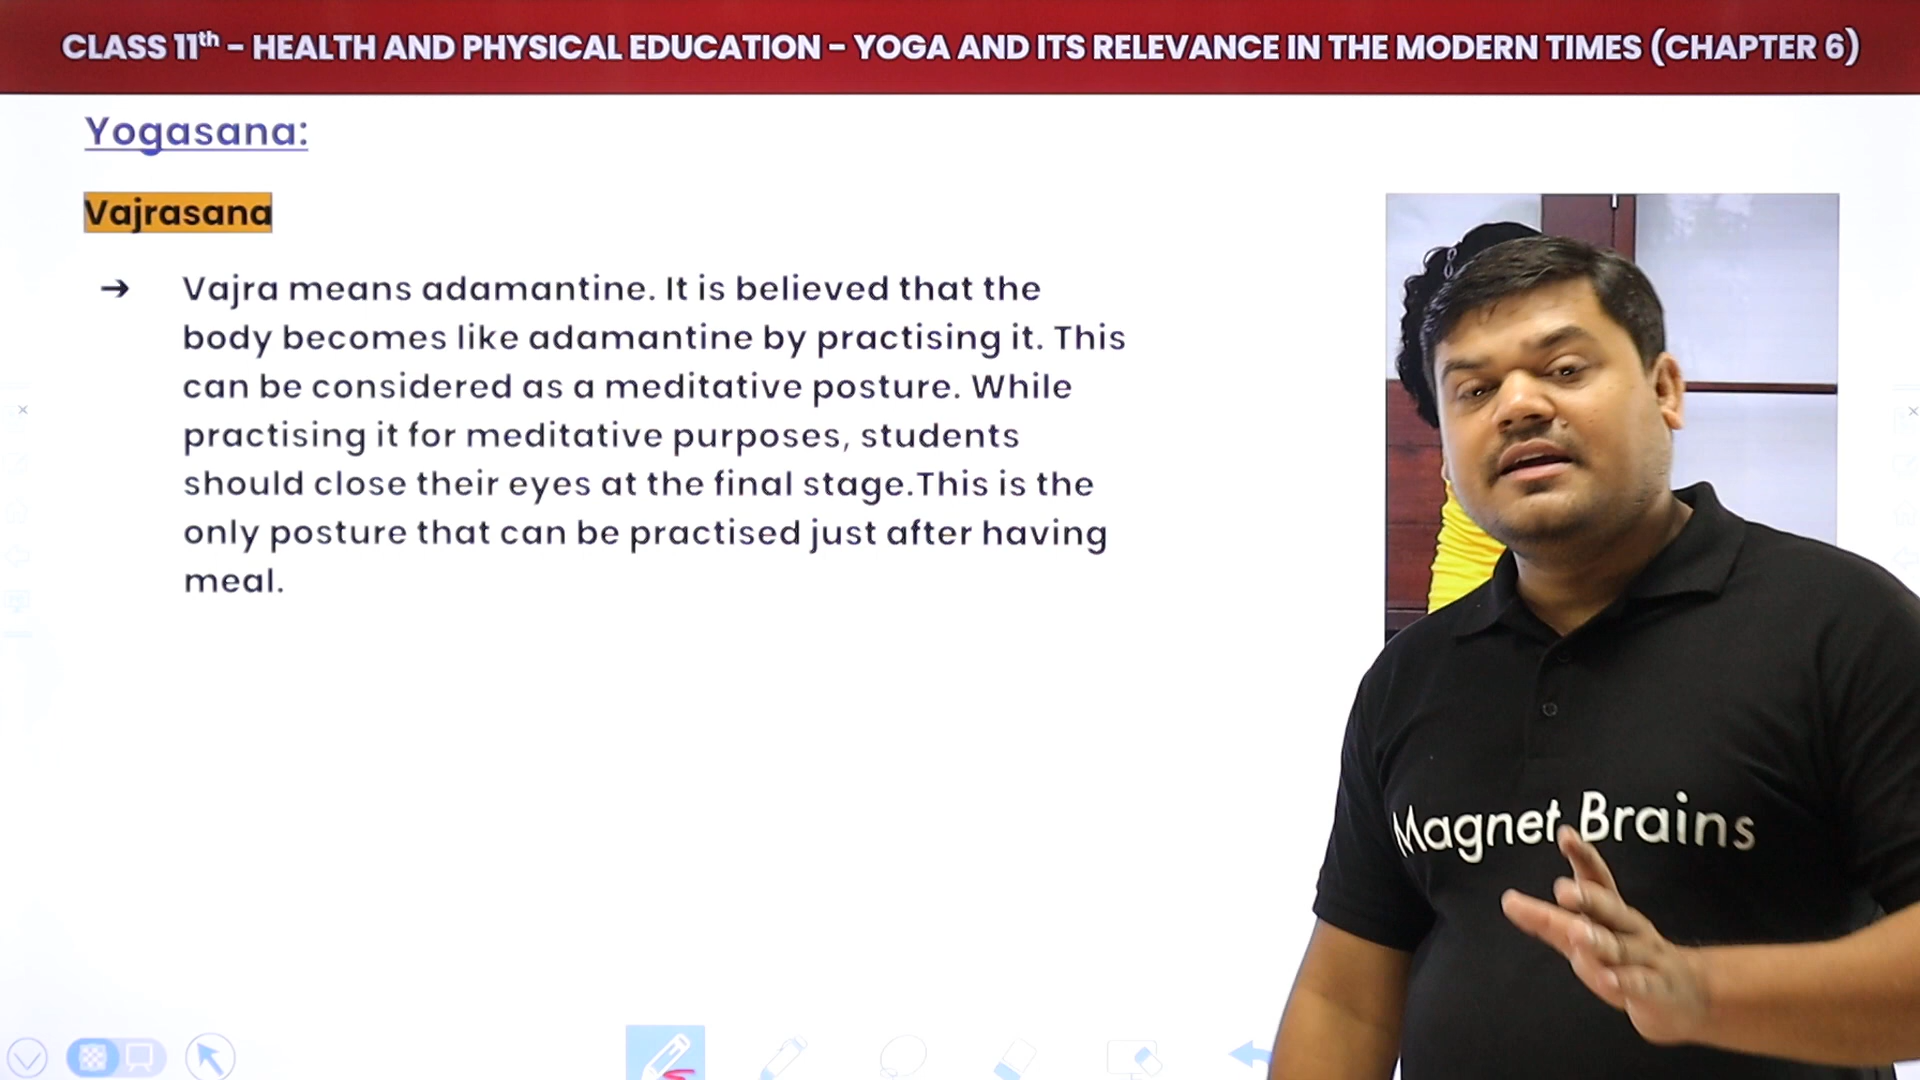 CLASS 11th – HEALTH AND PHYSICAL EDUCATION – YOGA AND ITS RELEVANCE IN THE MODERN TIMES (CHAPTER 6)
Yogasana:
Vajrasana
➔ Vajra means adamantine. It is believed that the
body becomes like adamantine by practising it. This
can be considered as a meditative posture. While
practising it for meditative purposes, students
should close their eyes at the final stage.This is the
only posture that can be practised just after having
meal.
Magnet Brains